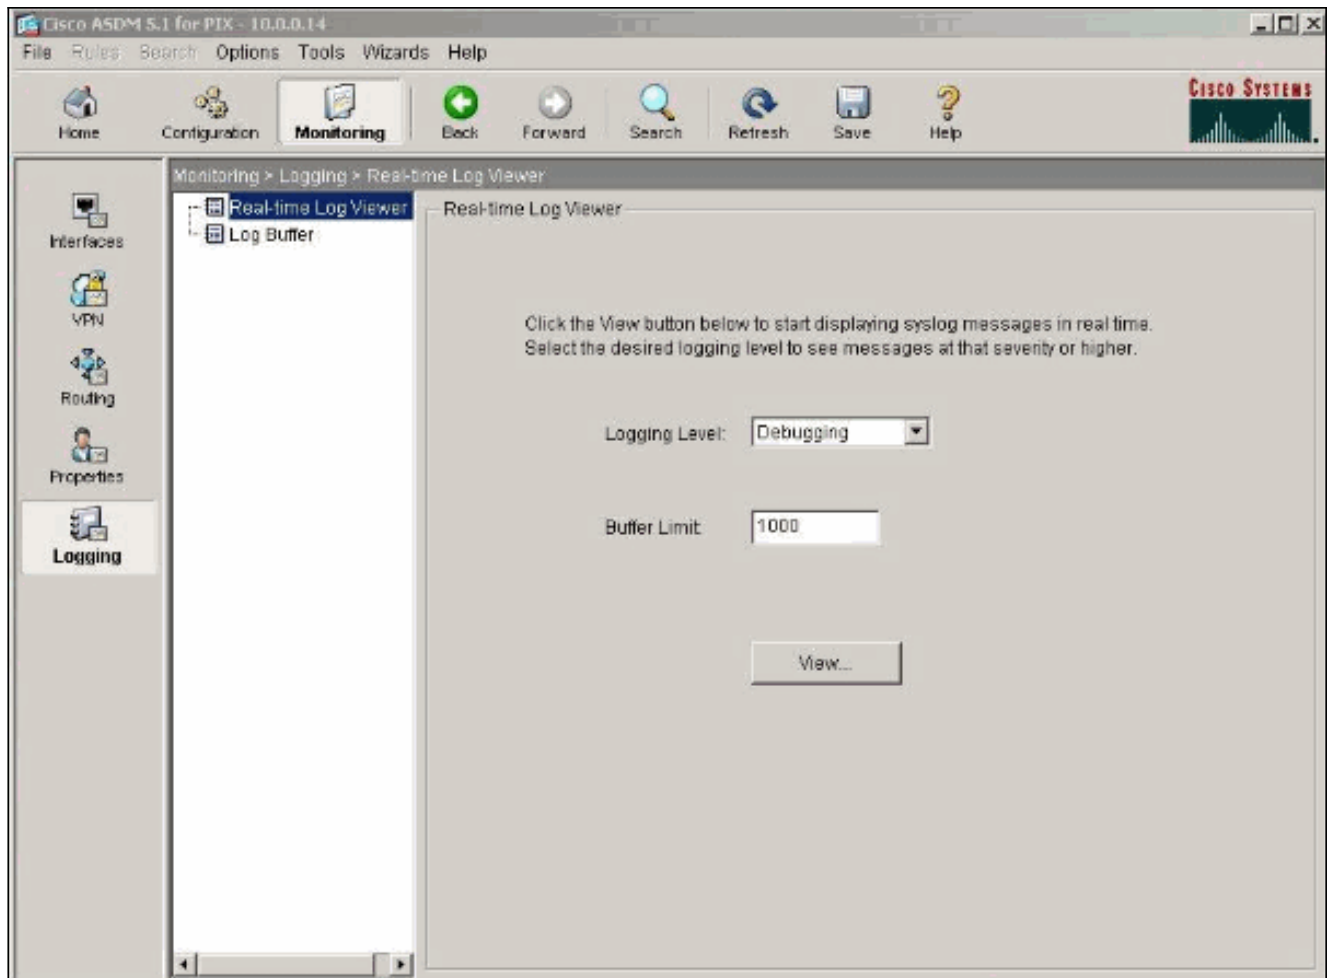 Cisco ASDM 5.1 for PIX - 10.0.0.14
File Rules Search Options Tools Wizards Help
Home Configuration Monitoring Back Forward Search Refresh Save Help
CISCO SYSTEMS
Monitoring > Logging > Real-time Log Viewer
Interfaces
VPN
Routing
Properties
Logging
Real-time Log Viewer
Log Buffer
Real-time Log Viewer
Click the View button below to start displaying syslog messages in real time.
Select the desired logging level to see messages at that severity or higher.
Logging Level: Debugging
Buffer Limit: 1000
View...